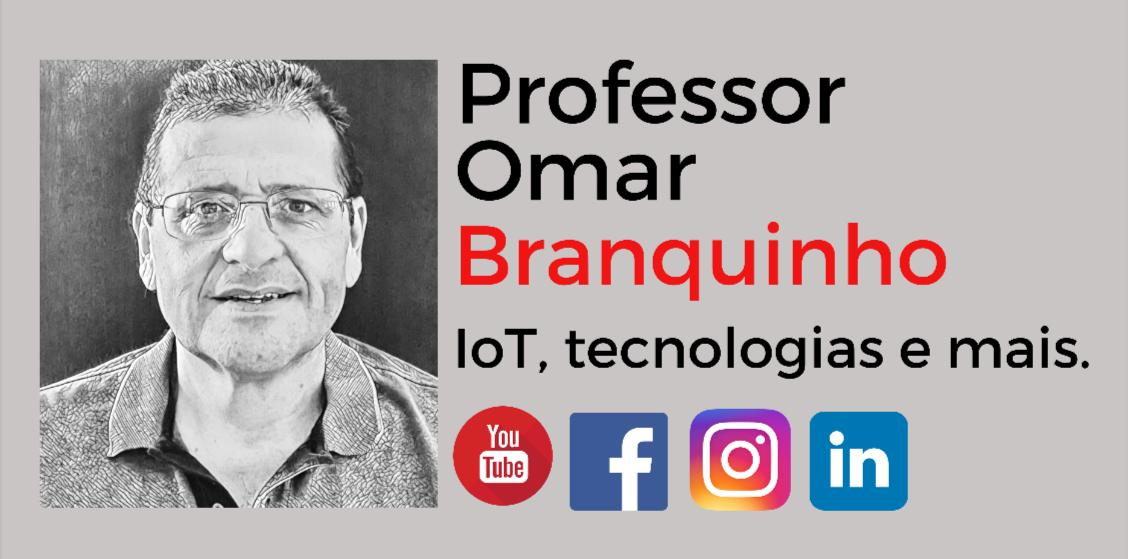 Professor
Omar
Branquinho
IoT, tecnologias e mais.
You
Tube
f
in